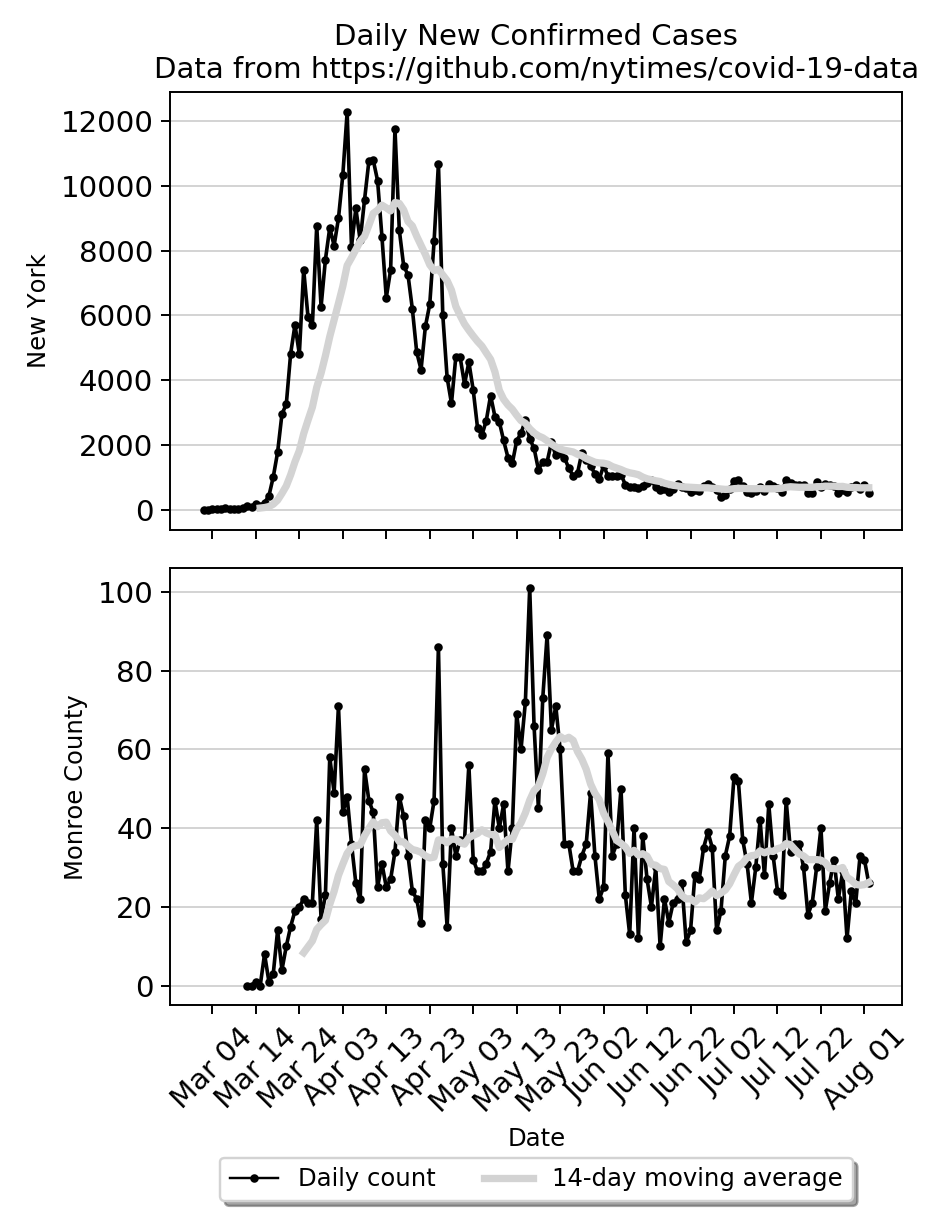 Daily New Confirmed Cases
Data from https://github.com/nytimes/covid-19-data
New York
12000
10000
8000
6000
4000
2000
0
Monroe County
100
80
60
40
20
0
Mar 04
Mar 14
Mar 24
Apr 03
Apr 13
Apr 23
May 03
May 13
May 23
Jun 02
Jun 12
Jun 22
Jul 02
Jul 12
Jul 22
Aug 01
Date
Daily count 14-day moving average